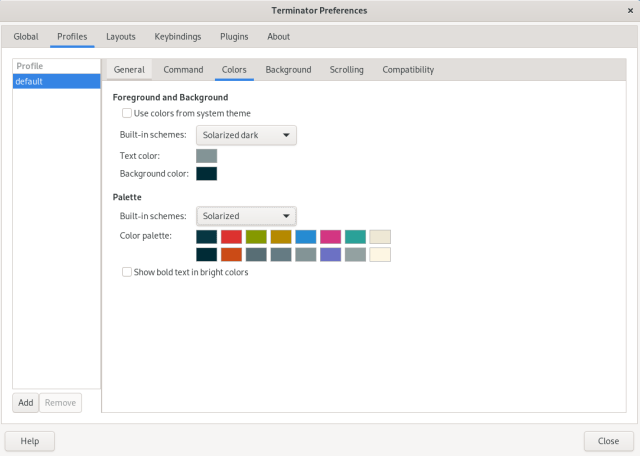 Terminator Preferences ×
Global Profiles Layouts Keybindings Plugins About
Profile
default
General Command Colors Background Scrolling Compatibility
Foreground and Background
Use colors from system theme
Built-in schemes: Solarized dark
Text color:
Background color:
Palette
Built-in schemes: Solarized
Color palette:
Show bold text in bright colors
Add Remove
Help Close